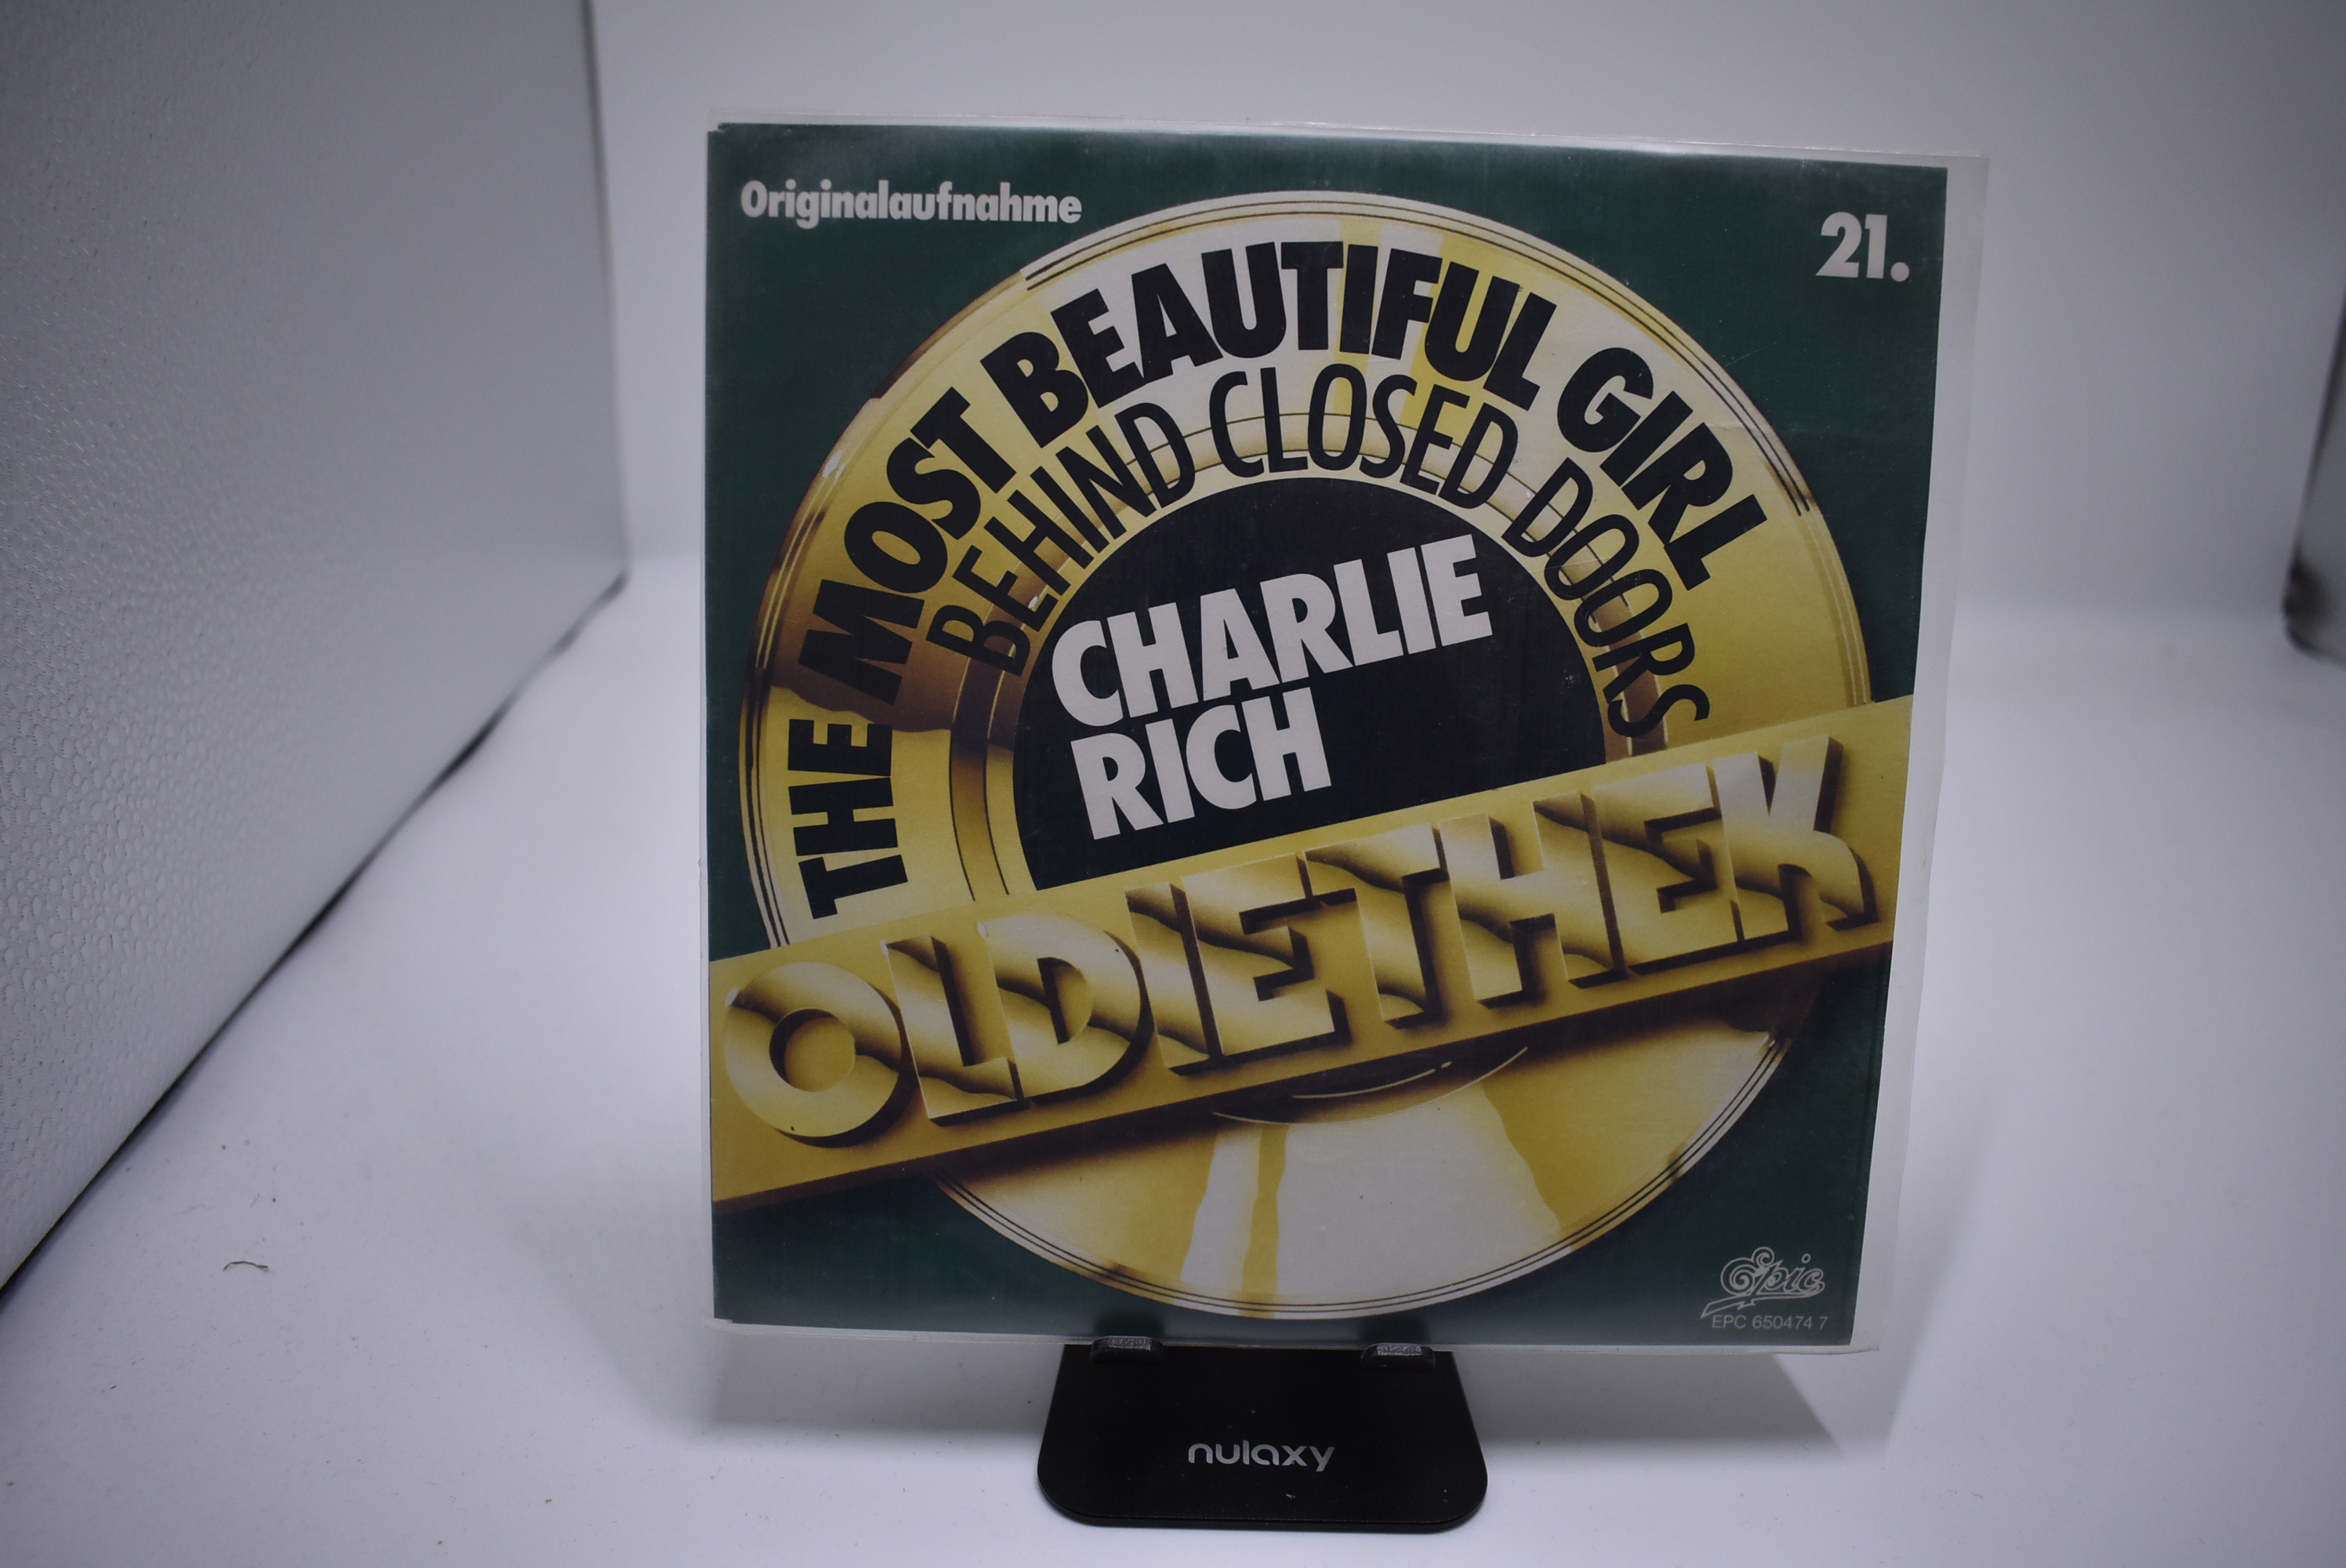 Originalaufnahme
21.
THE MOST BEAUTIFUL GIRL
BEHIND CLOSED DOORS
CHARLIE
RICH
OLDIETHEK
Epic
EPC 650474 7
nulaxy